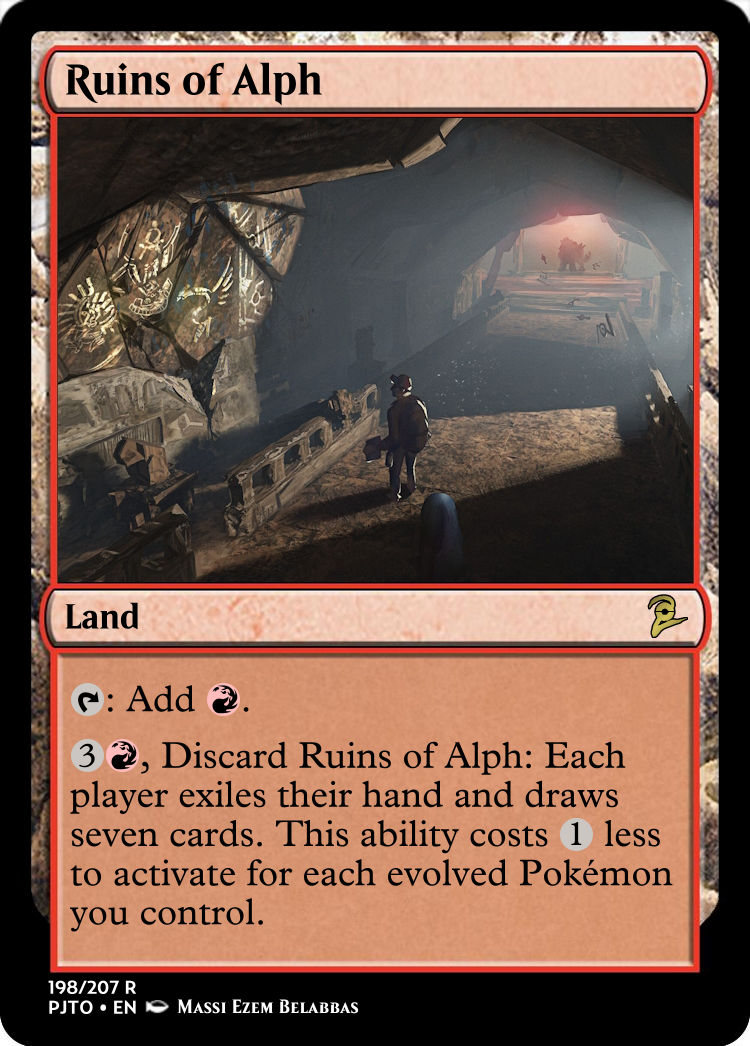 Ruins of Alph
Land
: Add .
3, Discard Ruins of Alph: Each
player exiles their hand and draws
seven cards. This ability costs 1 less
to activate for each evolved Pokémon
you control.
198/207 R
PJTO • EN Massi Ezem Belabbas